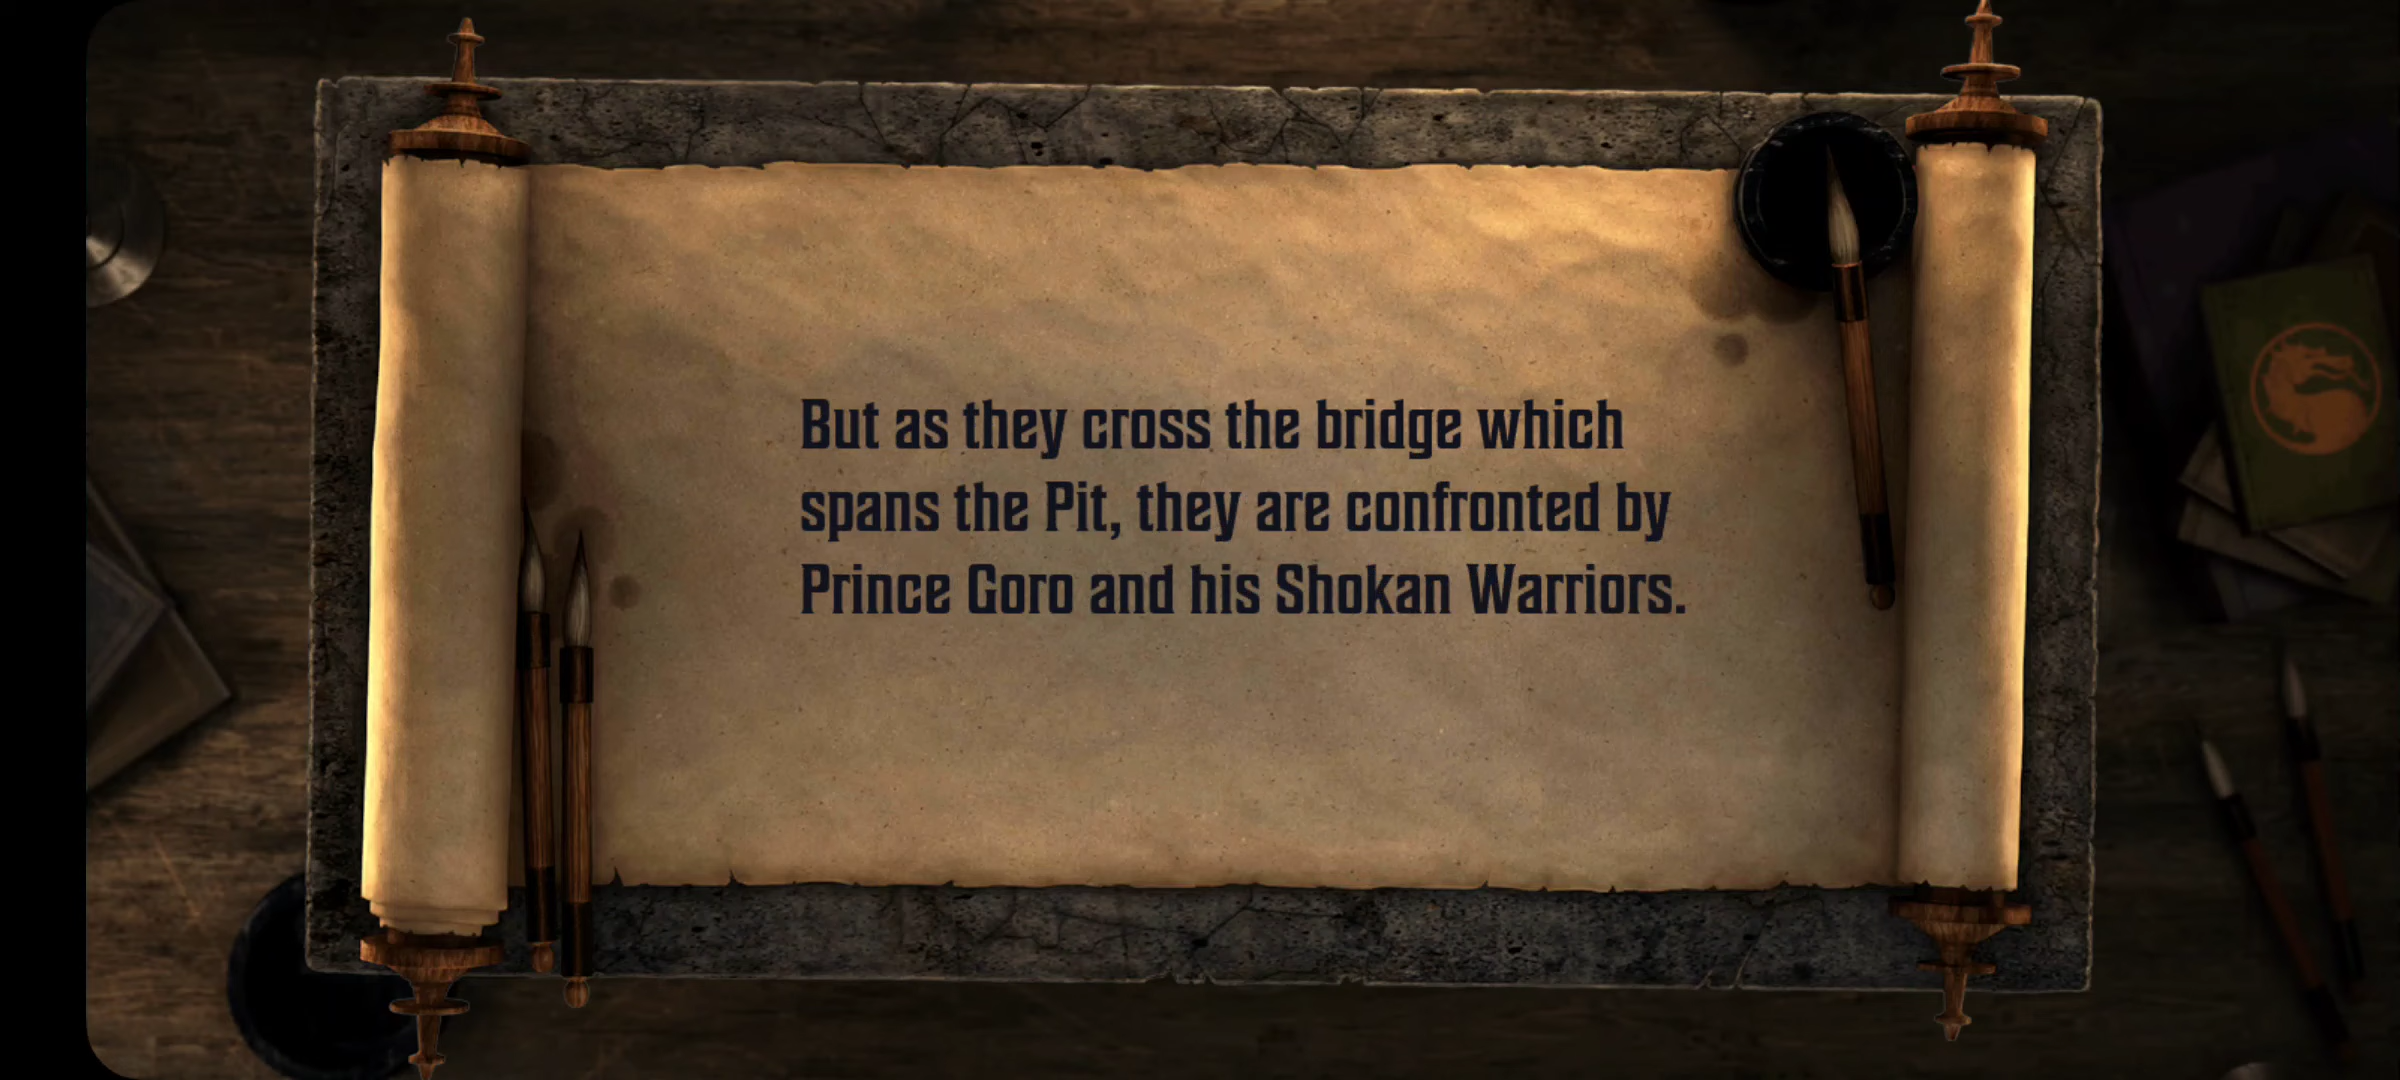 But as they cross the bridge which
spans the Pit, they are confronted by
Prince Goro and his Shokan Warriors.